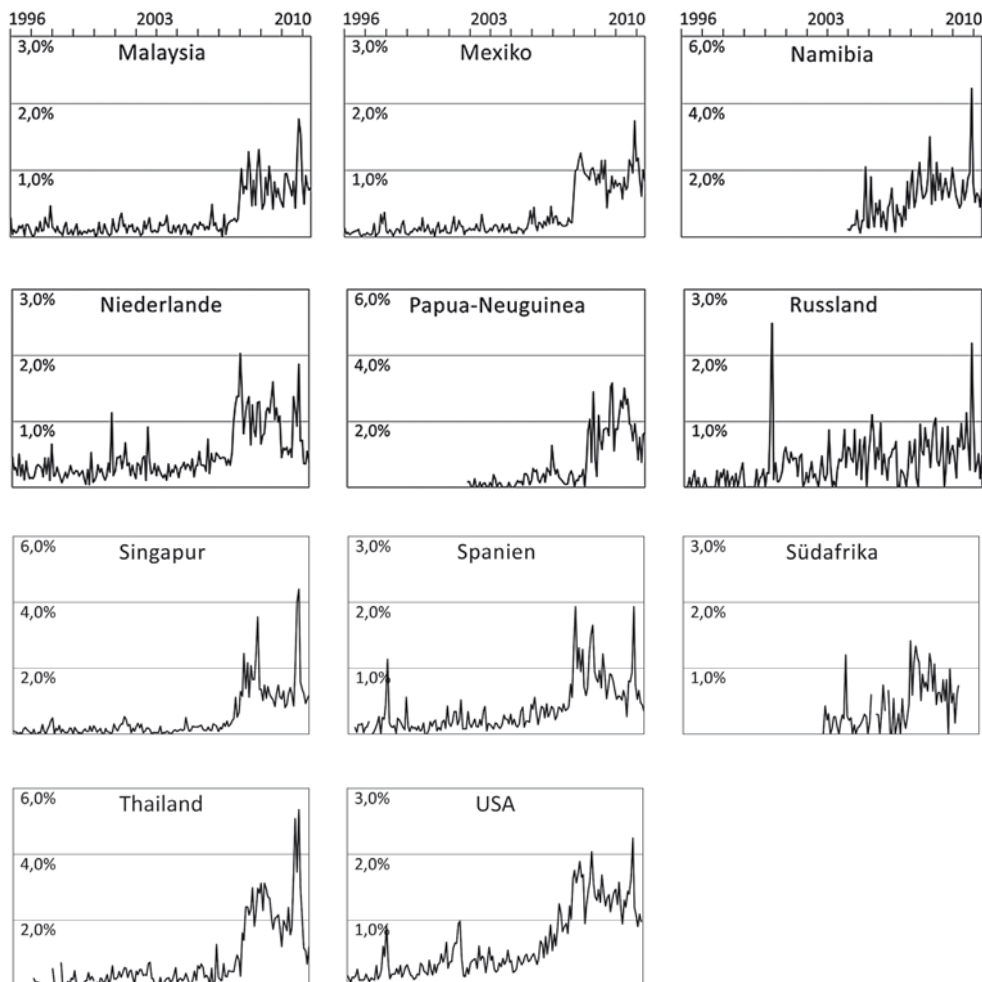 1996 2003 2010 1996 2003 2010 1996 2003 2010
3,0% Malaysia 3,0% Mexiko 6,0% Namibia
2,0% 2,0% 4,0%
1,0% 1,0% 2,0%
3,0% Niederlande 6,0% Papua-Neuguinea 3,0% Russland
2,0% 4,0% 2,0%
1,0% 2,0% 1,0%
6,0% Singapur 3,0% Spanien 3,0% Südafrika
4,0% 2,0% 2,0%
2,0% 1,0% 1,0%
6,0% Thailand 3,0% USA
4,0% 2,0%
2,0% 1,0%